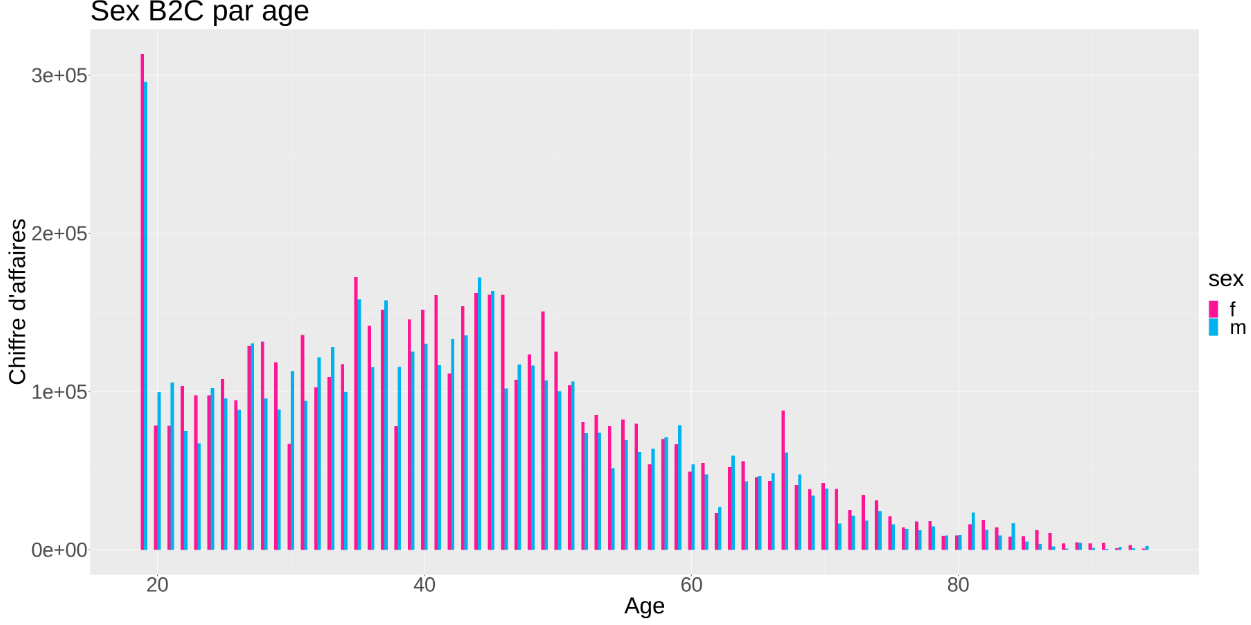 Sex B2C par age
Chiffre d'affaires
3e+05
2e+05
1e+05
0e+00
20
40
60
80
Age
sex
f
m